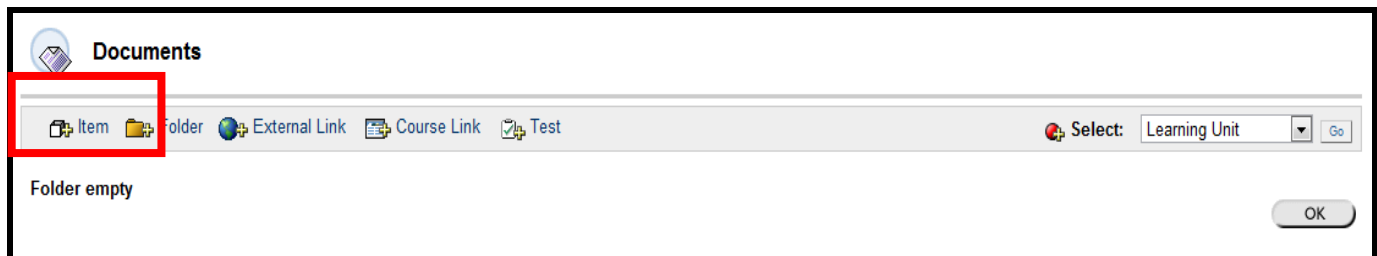 Documents
Item Folder External Link Course Link Test Select: Learning Unit Go
Folder empty
OK